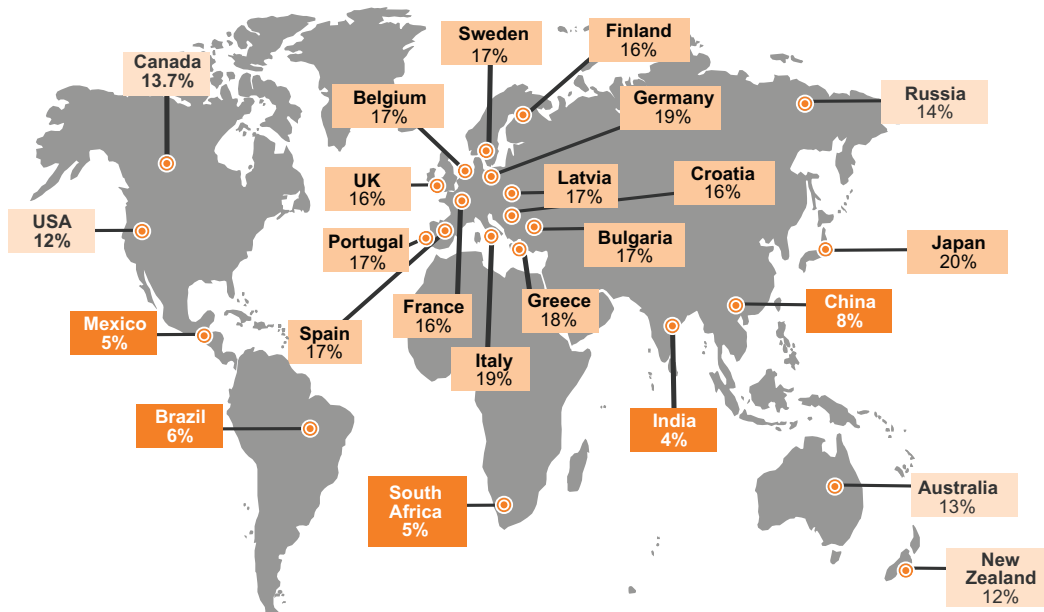 Sweden
17%
Finland
16%
Canada
13.7%
Belgium
17%
Germany
19%
Russia
14%
UK
16%
Latvia
17%
Croatia
16%
USA
12%
Portugal
17%
Bulgaria
17%
Japan
20%
Mexico
5%
Spain
17%
France
16%
Greece
18%
China
8%
Italy
19%
Brazil
6%
India
4%
South
Africa
5%
Australia
13%
New
Zealand
12%